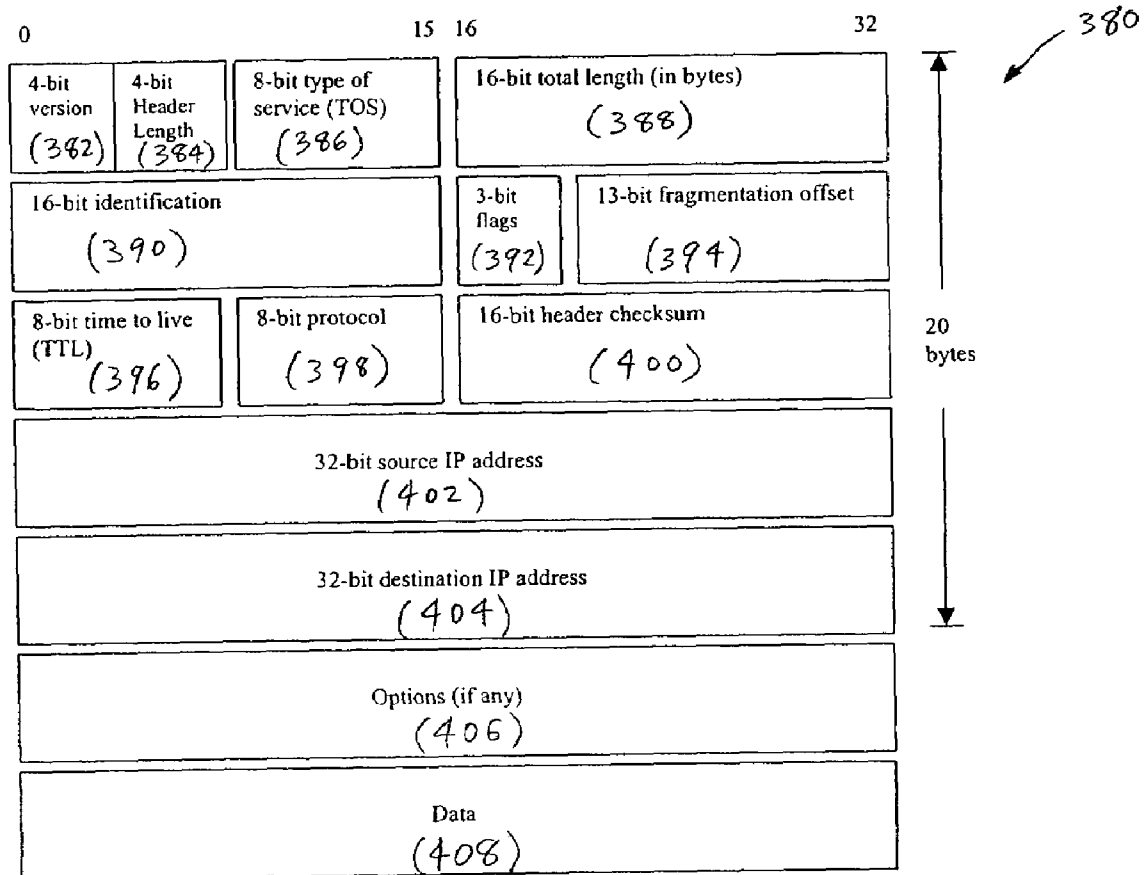 0 15 16 32
380
4-bit
version
(382)
4-bit
Header
Length
(384)
8-bit type of
service (TOS)
(386)
16-bit total length (in bytes)
(388)
16-bit identification
(390)
3-bit
flags
(392)
13-bit fragmentation offset
(394)
8-bit time to live
(TTL)
(396)
8-bit protocol
(398)
16-bit header checksum
(400)
20
bytes
32-bit source IP address
(402)
32-bit destination IP address
(404)
Options (if any)
(406)
Data
(408)